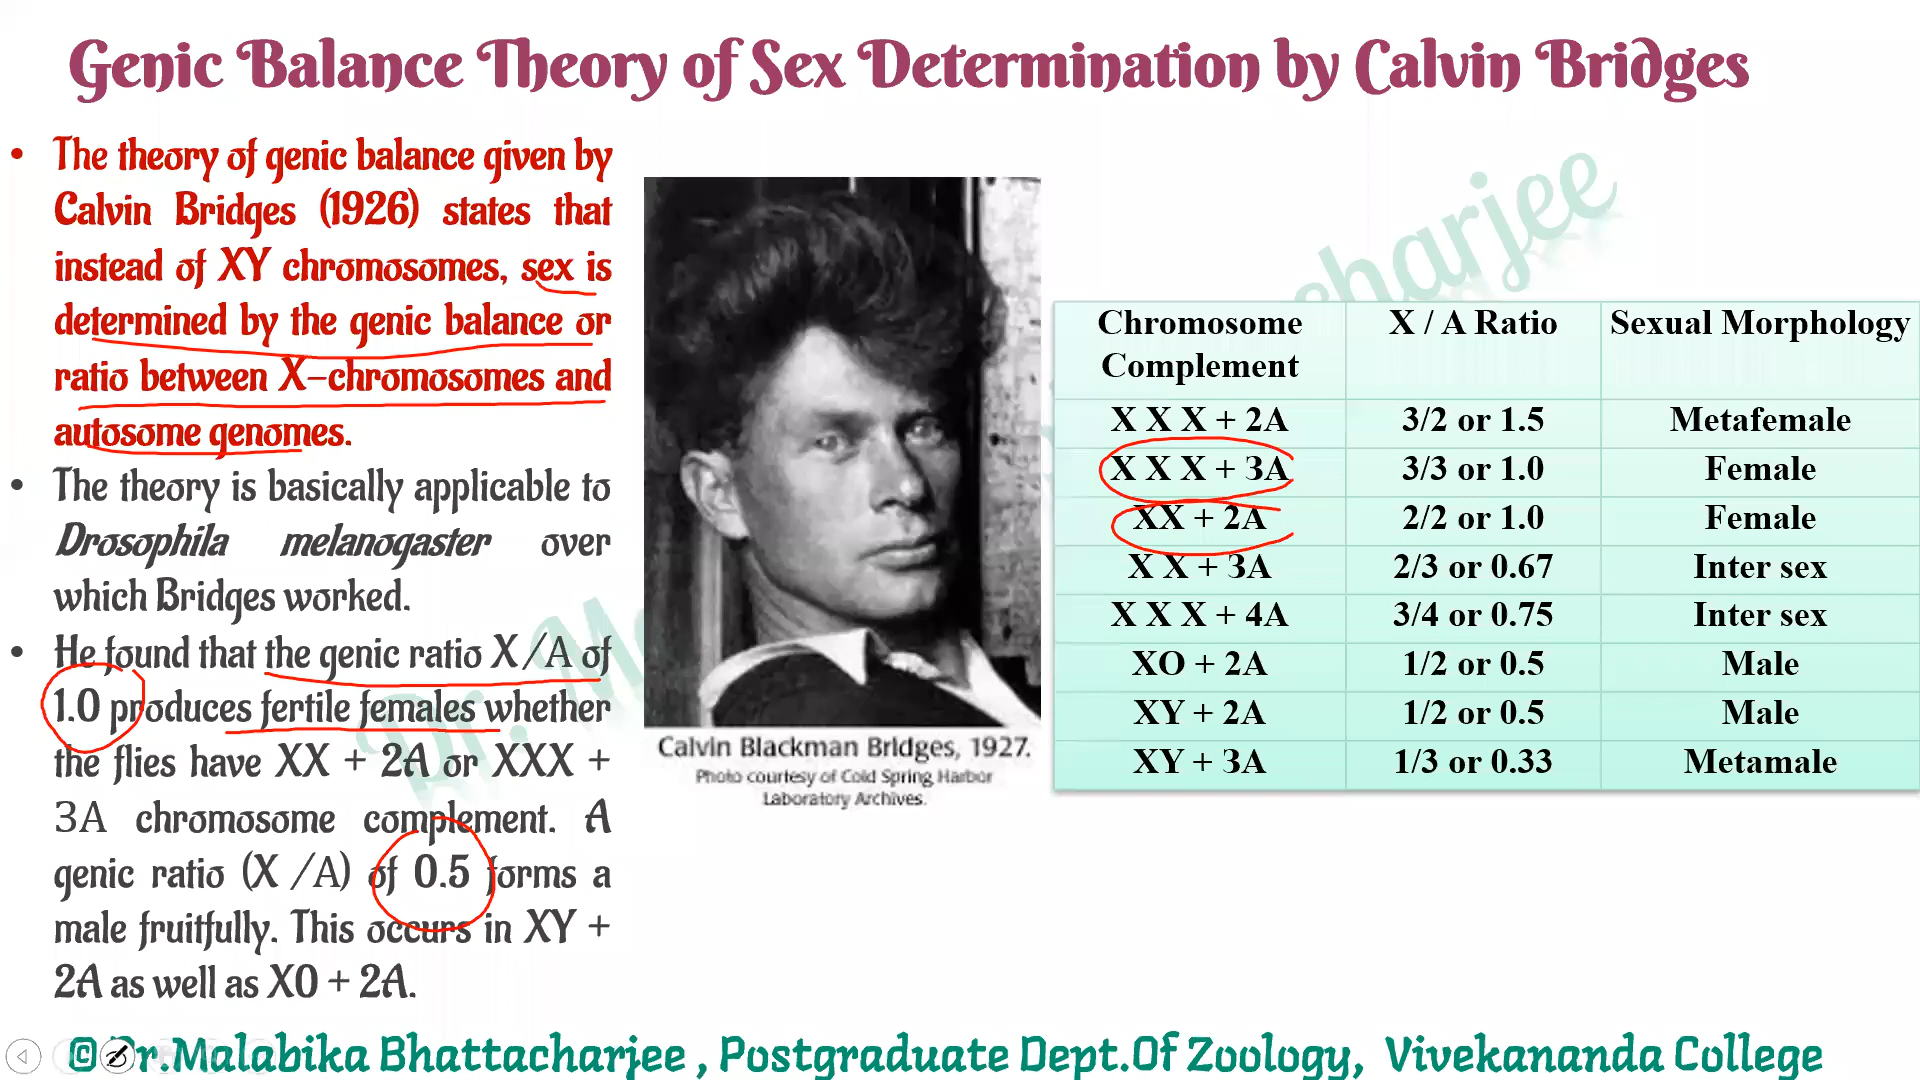 Genic Balance Theory of Sex Determination by Calvin Bridges
• The theory of genic balance given by
Calvin Bridges (1926) states that
instead of XY chromosomes, sex is
determined by the genic balance or
ratio between X-chromosomes and
autosome genomes.
• The theory is basically applicable to
Drosophila melanogaster over
which Bridges worked.
• He found that the genic ratio X/A of
1.0 produces fertile females whether
the flies have XX + 2A or XXX +
3A chromosome complement. A
genic ratio (X /A) of 0.5 forms a
male fruitfully. This occurs in XY +
2A as well as XO + 2A.
Calvin Blackman Bridges, 1927.
Photo courtesy of Cold Spring Harbor
Laboratory Archives.
Chromosome Complement X / A Ratio Sexual Morphology
X X X + 2A 3/2 or 1.5 Metafemale
X X X + 3A 3/3 or 1.0 Female
XX + 2A 2/2 or 1.0 Female
X X + 3A 2/3 or 0.67 Inter sex
X X X + 4A 3/4 or 0.75 Inter sex
XO + 2A 1/2 or 0.5 Male
XY + 2A 1/2 or 0.5 Male
XY + 3A 1/3 or 0.33 Metamale
©Dr.Malabika Bhattacharjee , Postgraduate Dept.Of Zoology, Vivekananda College